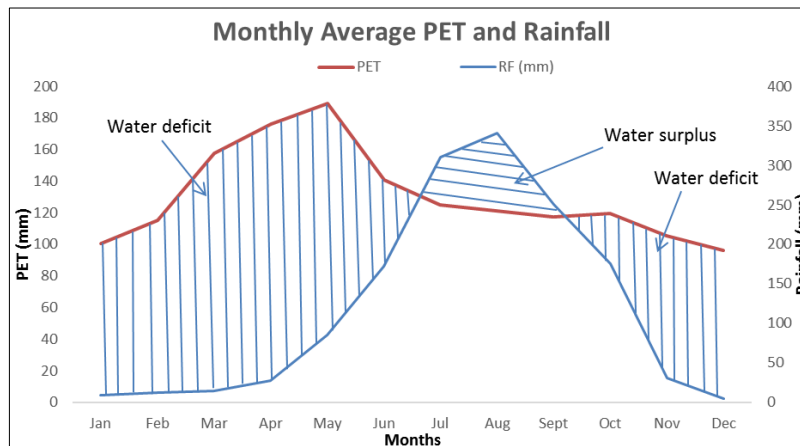 Monthly Average PET and Rainfall
PET
RF (mm)
200
180
160
140
120
100
80
60
40
20
0
PET (mm)
400
350
300
250
200
150
100
50
0
Rainfall (mm)
Water deficit
Water surplus
Water deficit
Jan Feb Mar Apr May Jun Jul Aug Sept Oct Nov Dec
Months